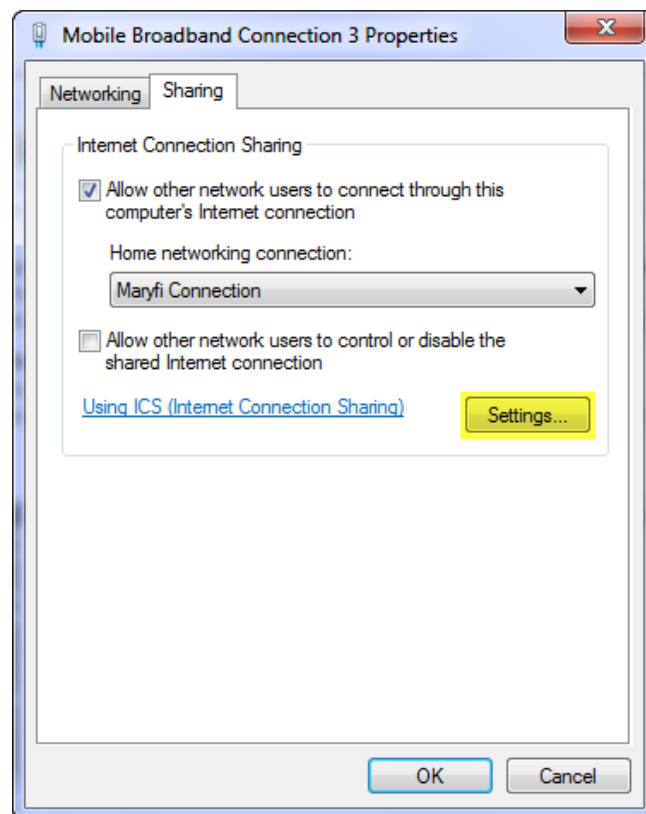 Mobile Broadband Connection 3 Properties
Networking
Sharing
Internet Connection Sharing
Allow other network users to connect through this
computer's Internet connection
Home networking connection:
Maryfi Connection
Allow other network users to control or disable the
shared Internet connection
Using ICS (Internet Connection Sharing)
Settings...
OK
Cancel